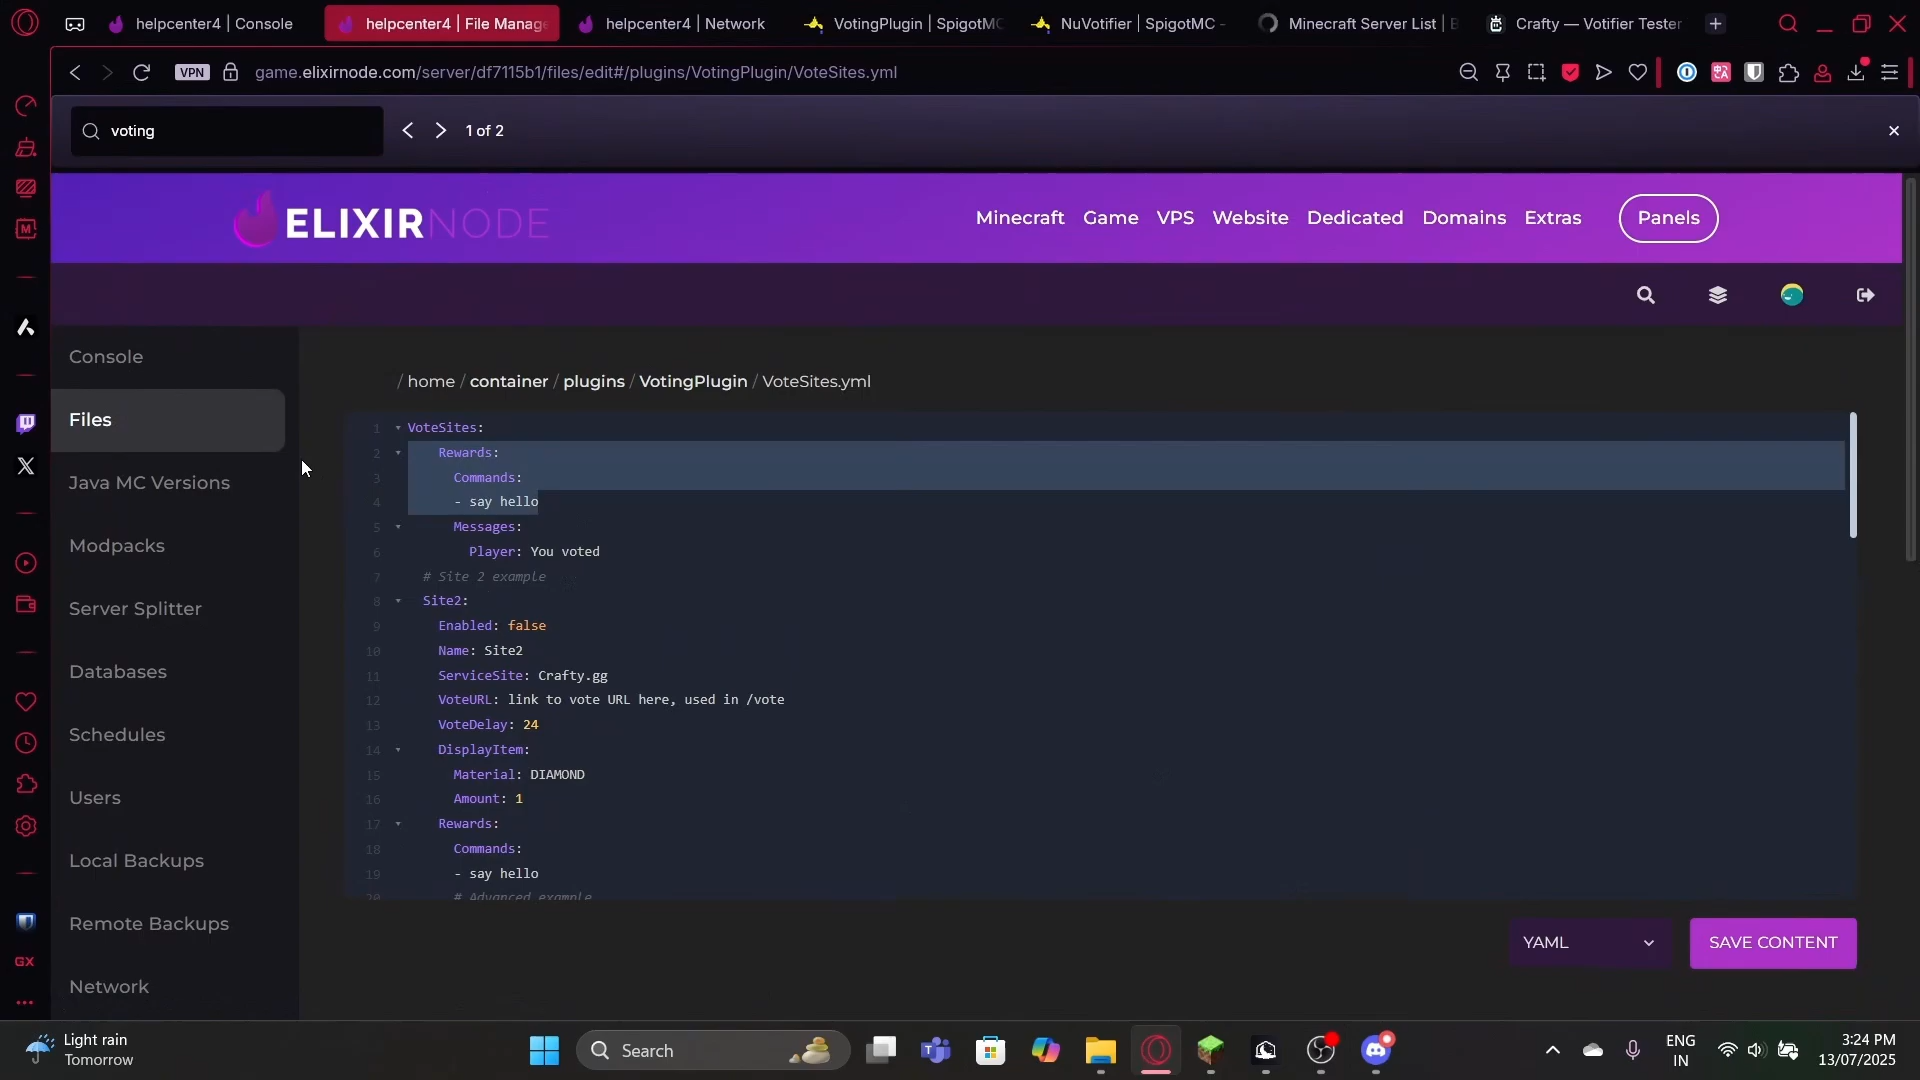 helpcenter4 | Console
helpcenter4 | File Manage
helpcenter4 | Network
VotingPlugin | SpigotMC
NuVotifier | SpigotMC -
Minecraft Server List | B
Crafty — Votifier Tester
VPN
game.elixirnode.com/server/df7115b1/files/edit#/plugins/VotingPlugin/VoteSites.yml
voting
1 of 2
ELIXIRNODE
Minecraft
Game
VPS
Website
Dedicated
Domains
Extras
Panels
Console
Files
Java MC Versions
Modpacks
Server Splitter
Databases
Schedules
Users
Local Backups
Remote Backups
Network
GX
/ home / container / plugins / VotingPlugin / VoteSites.yml
1 VoteSites:
2 Rewards:
3 Commands:
4 - say hello
5 Messages:
6 Player: You voted
7 # Site 2 example
8 Site2:
9 Enabled: false
10 Name: Site2
11 ServiceSite: Crafty.gg
12 VoteURL: link to vote URL here, used in /vote
13 VoteDelay: 24
14 DisplayItem:
15 Material: DIAMOND
16 Amount: 1
17 Rewards:
18 Commands:
19 - say hello
20 # Advanced example
YAML
SAVE CONTENT
Light rain
Tomorrow
Search
ENG
IN
3:24 PM
13/07/2025